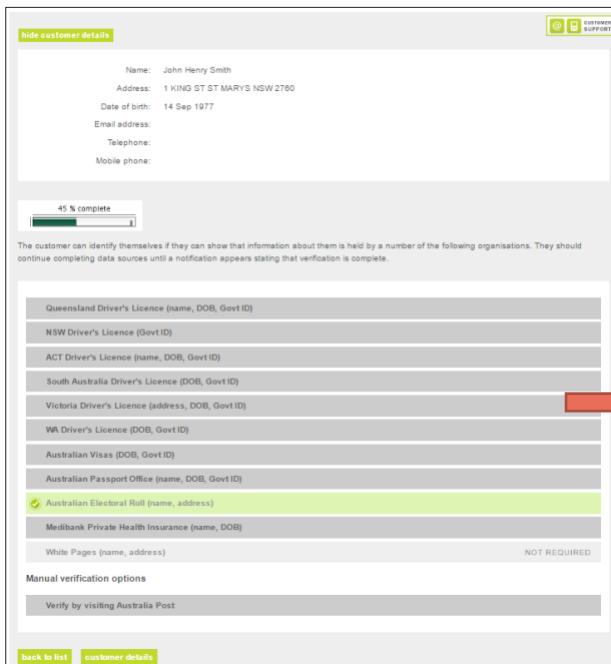 CUSTOMER
SUPPORT
hide customer details
Name: John Henry Smith
Address: 1 KING ST ST MARYS NSW 2760
Date of birth: 14 Sep 1977
Email address:
Telephone:
Mobile phone:
45 % complete
The customer can identify themselves if they can show that information about them is held by a number of the following organisations. They should
continue completing data sources until a notification appears stating that verification is complete.
Queensland Driver's Licence (name, DOB, Govt ID)
NSW Driver's Licence (Govt ID)
ACT Driver's Licence (name, DOB, Govt ID)
South Australia Driver's Licence (DOB, Govt ID)
Victoria Driver's Licence (address, DOB, Govt ID)
WA Driver's Licence (DOB, Govt ID)
Australian Visas (DOB, Govt ID)
Australian Passport Office (name, DOB, Govt ID)
Australian Electoral Roll (name, address)
Medibank Private Health Insurance (name, DOB)
White Pages (name, address) NOT REQUIRED
Manual verification options
Verify by visiting Australia Post
back to list customer details